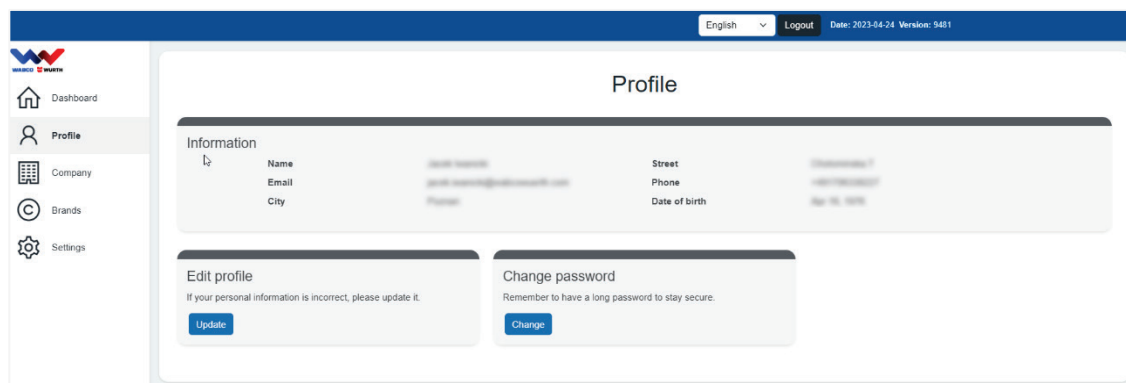 English
Logout
Date: 2023-04-24 Version: 9481
WABCO WURTH
Dashboard
Profile
Company
Brands
Settings
Profile
Information
Name
Street
Email
Phone
City
Date of birth
Edit profile
If your personal information is incorrect, please update it.
Update
Change password
Remember to have a long password to stay secure.
Change